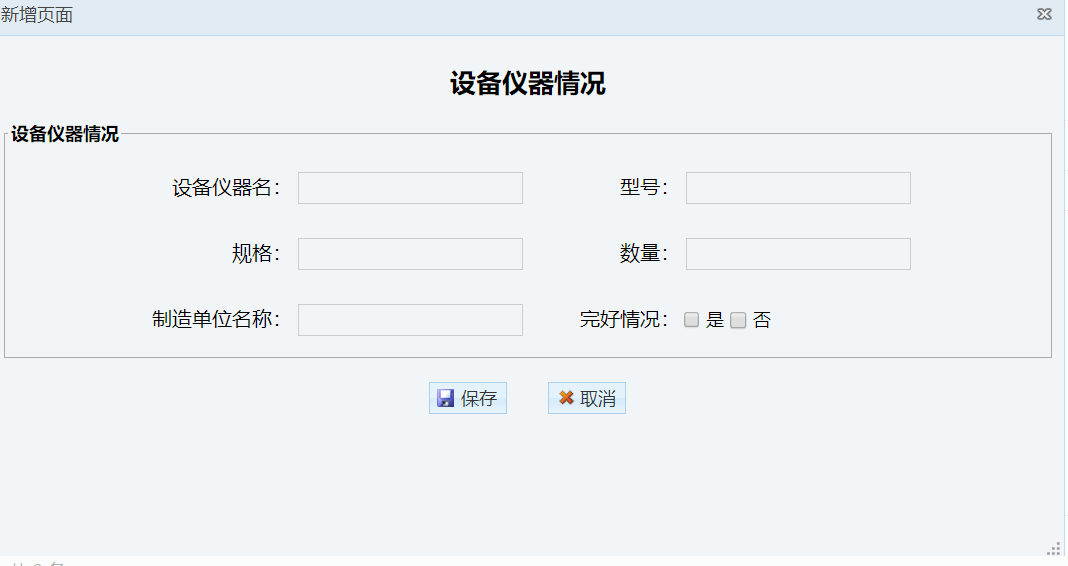 新增页面
设备仪器情况
设备仪器情况
设备仪器名： 型号：
规格： 数量：
制造单位名称： 完好情况： 是 否
保存 取消